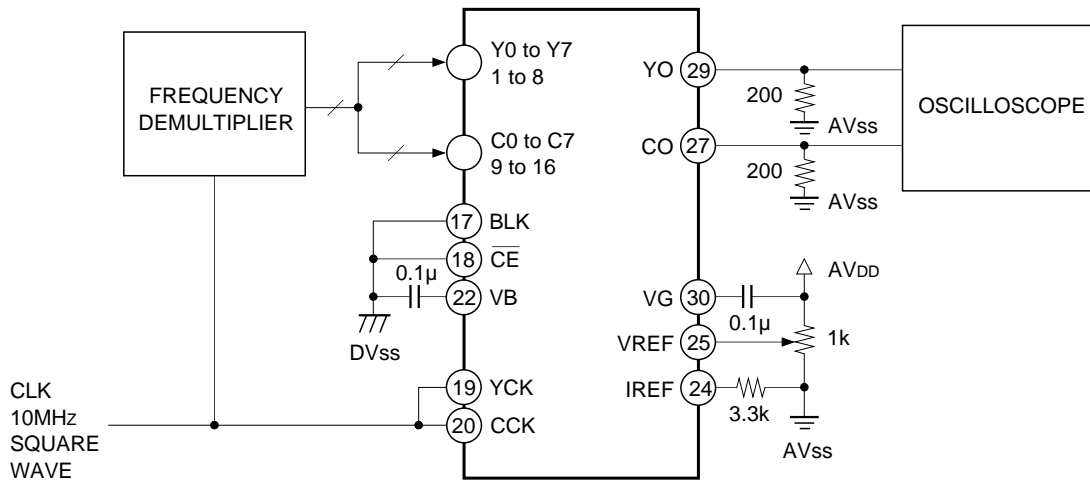 FREQUENCY
DEMULTIPLIER
Y0 to Y7
1 to 8
C0 to C7
9 to 16
17 BLK
18 CE
0.1µ
22 VB
DVss
19 YCK
20 CCK
CLK
10MHz
SQUARE
WAVE
YO 29
200
AVss
CO 27
200
AVss
OSCILLOSCOPE
AVDD
VG 30
0.1µ
VREF 25
1k
IREF 24
3.3k
AVss